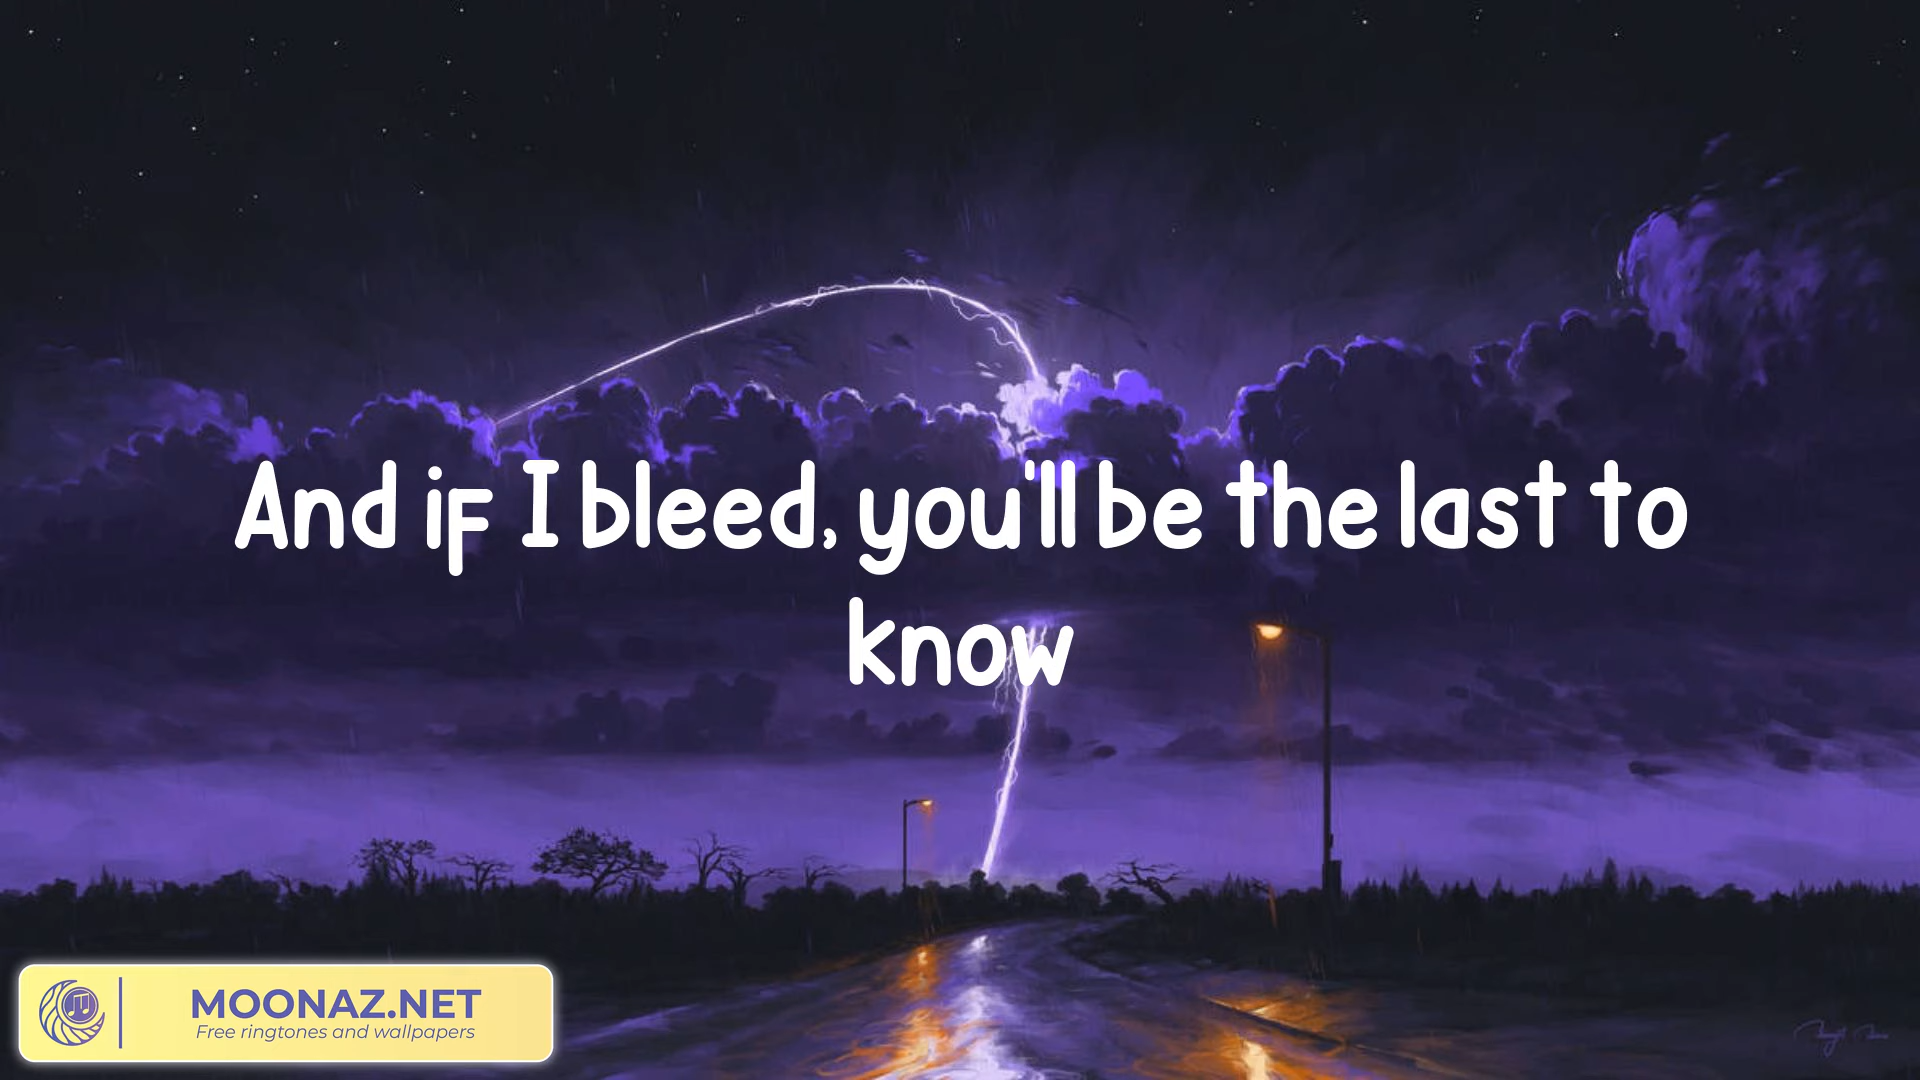 And if I bleed, you'll be the last to
know
MOONAZ.NET
Free ringtones and wallpapers